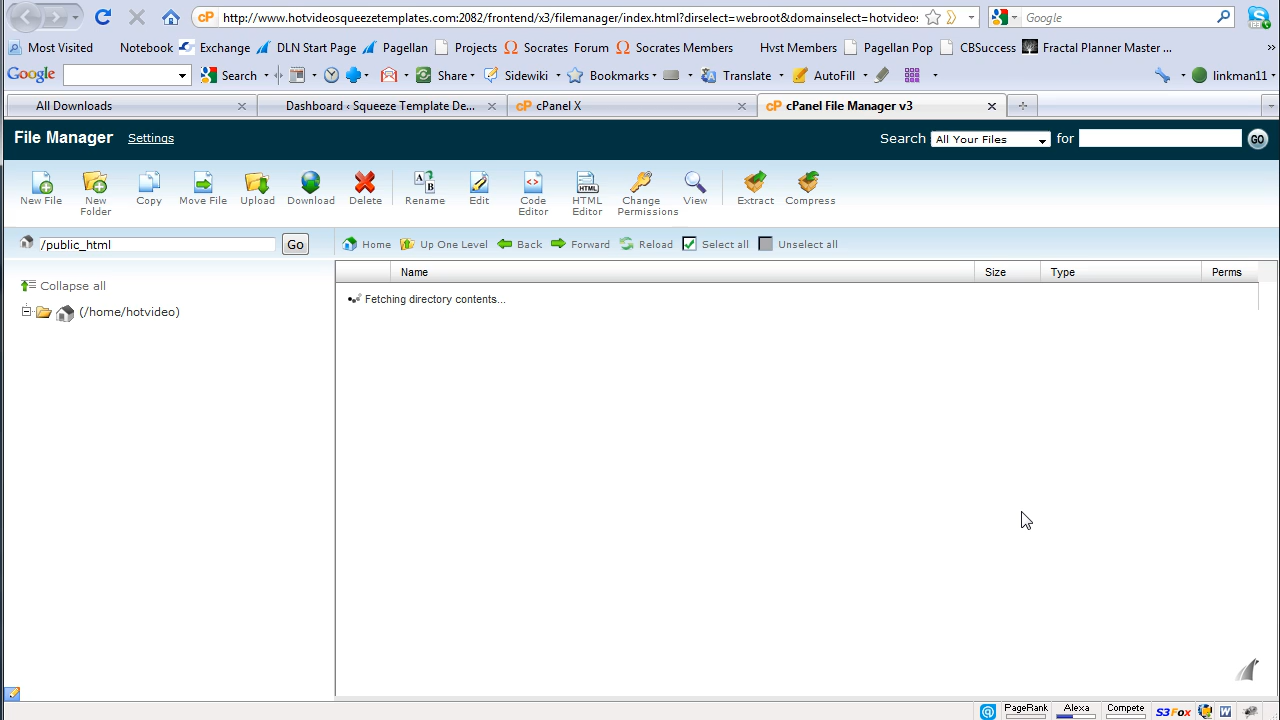 cP http://www.hotvideosqueezetemplates.com:2082/frontend/x3/filemanager/index.html?dirselect=webroot&domainselect=hotvideo: Google
Most Visited Notebook Exchange DLN StartPage Pagellan Projects Socrates Forum Socrates Members Ivst Members Pagellan Pop CBSuccess Fractal Planner Master ... »
Google Search Share Sidewiki Bookmarks Translate AutoFill linkman11
All Downloads Dashboard ‹ Squeeze Template De... cP cPanel X cP cPanel File Manager v3
File Manager Settings Search All Your Files for GO
New File New Folder Copy Move File Upload Download Delete Rename Edit Code Editor HTML Editor Change Permissions View Extract Compress
/public_html Go Home Up One Level Back Forward Reload Select all Unselect all
Name Size Type Perms
Collapse all
Fetching directory contents...
(/home/hotvideo)
PageRank Alexa Compete S3Fox W